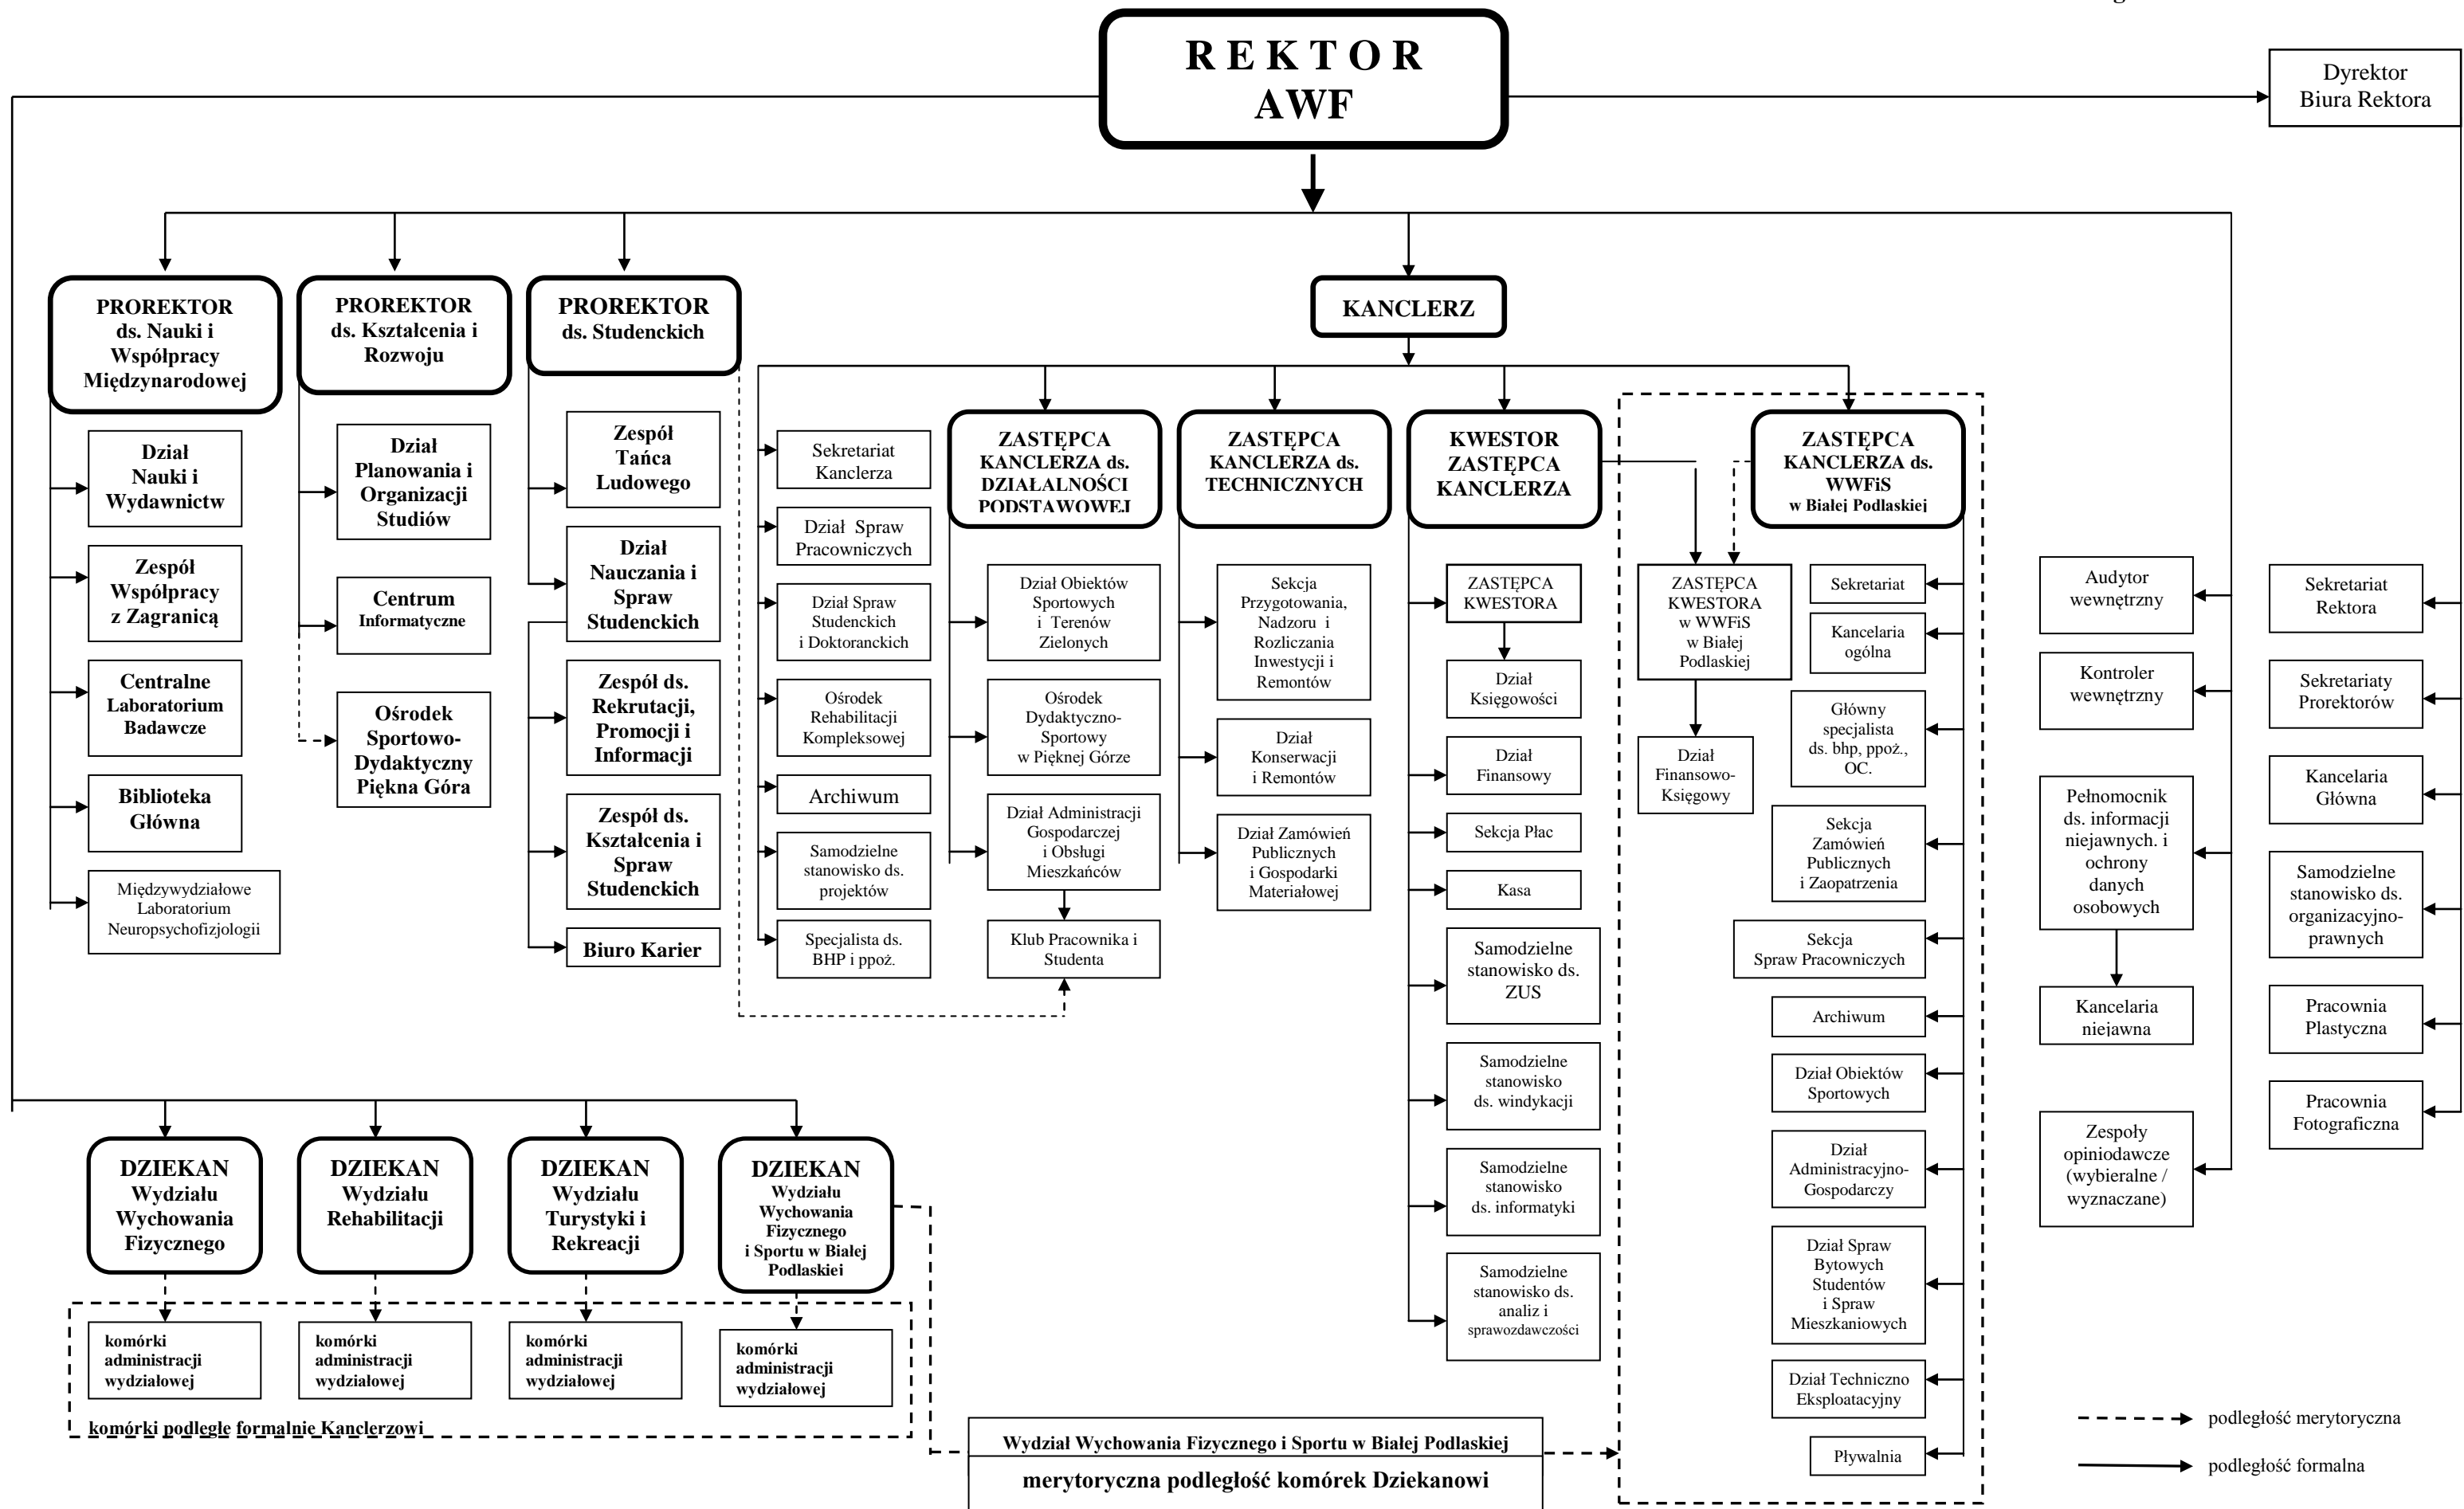 R E K T O R
AWF
Dyrektor
Biura Rektora
PROREKTOR
ds. Nauki i
Współpracy
Międzynarodowej
PROREKTOR
ds. Kształcenia i
Rozwoju
PROREKTOR
ds. Studenckich
KANCLERZ
Dział
Nauki i
Wydawnictw
Zespół
Współpracy
z Zagranicą
Centralne
Laboratorium
Badawcze
Biblioteka
Główna
Międzywydziałowe
Laboratorium
Neuropsychofizjologii
Dział
Planowania i
Organizacji
Studiów
Centrum
Informatyczne
Ośrodek
Sportowo-
Dydaktyczny
Piękna Góra
Zespół
Tańca
Ludowego
Dział
Nauczania i
Spraw
Studenckich
Zespół ds.
Rekrutacji,
Promocji i
Informacji
Zespół ds.
Kształcenia i
Spraw
Studenckich
Biuro Karier
Sekretariat
Kanclerza
Dział Spraw
Pracowniczych
Dział Spraw
Studenckich
i Doktoranckich
Ośrodek
Rehabilitacji
Kompleksowej
Archiwum
Samodzielne
stanowisko ds.
projektów
Specjalista ds.
BHP i ppoż.
ZASTĘPCA
KANCLERZA ds.
DZIAŁALNOŚCI
PODSTAWOWEJ
Dział Obiektów
Sportowych
i Terenów
Zielonych
Ośrodek
Dydaktyczno-
Sportowy
w Pięknej Górze
Dział Administracji
Gospodarczej
i Obsługi
Mieszkańców
Klub Pracownika i
Studenta
ZASTĘPCA
KANCLERZA ds.
TECHNICZNYCH
Sekcja
Przygotowania,
Nadzoru i
Rozliczania
Inwestycji i
Remontów
Dział
Konserwacji
i Remontów
Dział Zamówień
Publicznych
i Gospodarki
Materiałowej
KWESTOR
ZASTĘPCA
KANCLERZA
ZASTĘPCA
KWESTORA
Dział
Księgowości
Dział
Finansowy
Sekcja Płac
Kasa
Samodzielne
stanowisko ds.
ZUS
Samodzielne
stanowisko
ds. windykacji
Samodzielne
stanowisko
ds. informatyki
Samodzielne
stanowisko ds.
analiz i
sprawozdawczości
ZASTĘPCA
KANCLERZA ds.
WWFiS
w Białej Podlaskiej
ZASTĘPCA
KWESTORA
w WWFiS
w Białej
Podlaskiej
Dział
Finansowo-
Księgowy
Sekretariat
Kancelaria
ogólna
Główny
specjalista
ds. bhp, ppoż.,
OC.
Sekcja
Zamówień
Publicznych
i Zaopatrzenia
Sekcja
Spraw Pracowniczych
Archiwum
Dział Obiektów
Sportowych
Dział
Administracyjno-
Gospodarczy
Dział Spraw
Bytowych
Studentów
i Spraw
Mieszkaniowych
Dział Techniczno
Eksploatacyjny
Pływalnia
Audytor
wewnętrzny
Kontroler
wewnętrzny
Pełnomocnik
ds. informacji
niejawnych. i
ochrony
danych
osobowych
Kancelaria
niejawna
Zespoły
opiniodawcze
(wybieralne /
wyznaczane)
Sekretariat
Rektora
Sekretariaty
Prorektorów
Kancelaria
Główna
Samodzielne
stanowisko ds.
organizacyjno-
prawnych
Pracownia
Plastyczna
Pracownia
Fotograficzna
DZIEKAN
Wydziału
Wychowania
Fizycznego
DZIEKAN
Wydziału
Rehabilitacji
DZIEKAN
Wydziału
Turystyki i
Rekreacji
DZIEKAN
Wydziału
Wychowania
Fizycznego
i Sportu w Białej
Podlaskiej
komórki
administracji
wydziałowej
komórki
administracji
wydziałowej
komórki
administracji
wydziałowej
komórki
administracji
wydziałowej
komórki podległe formalnie Kanclerzowi
Wydział Wychowania Fizycznego i Sportu w Białej Podlaskiej
merytoryczna podległość komórek Dziekanowi
podległość merytoryczna
podległość formalna